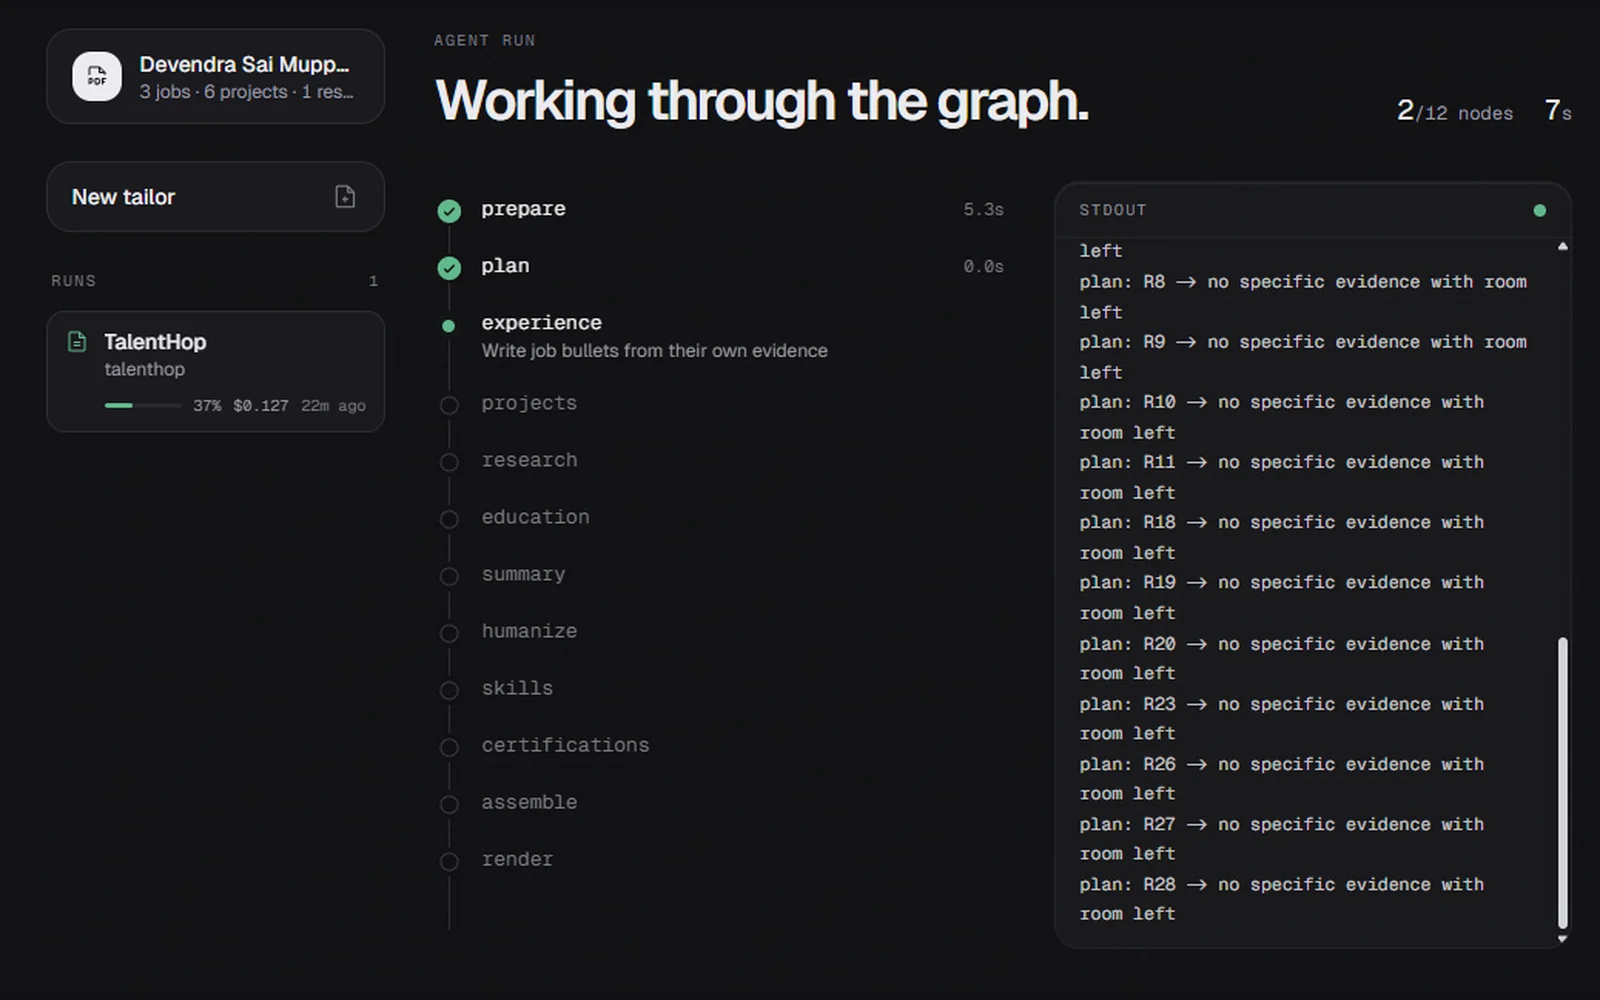 PDF
Devendra Sai Mupp...
3 jobs · 6 projects · 1 res...
New tailor
RUNS 1
TalentHop
talenthop
37% $0.127 22m ago
AGENT RUN
Working through the graph.
2/12 nodes 7s
prepare 5.3s
plan 0.0s
experience
Write job bullets from their own evidence
projects
research
education
summary
humanize
skills
certifications
assemble
render
STDOUT
left
plan: R8 → no specific evidence with room
left
plan: R9 → no specific evidence with room
left
plan: R10 → no specific evidence with
room left
plan: R11 → no specific evidence with
room left
plan: R18 → no specific evidence with
room left
plan: R19 → no specific evidence with
room left
plan: R20 → no specific evidence with
room left
plan: R23 → no specific evidence with
room left
plan: R26 → no specific evidence with
room left
plan: R27 → no specific evidence with
room left
plan: R28 → no specific evidence with
room left